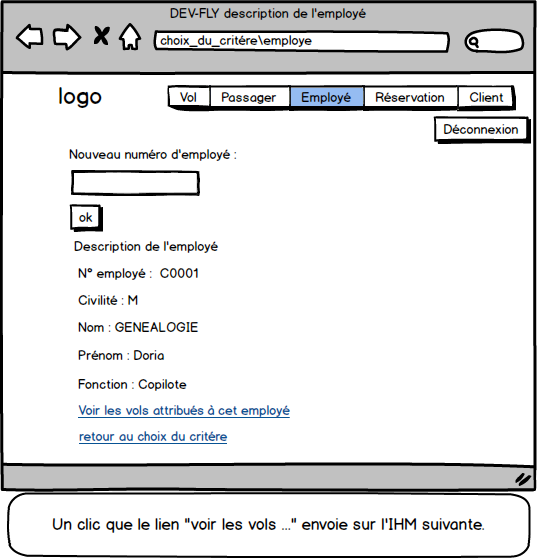 DEV-FLY description de l'employé
choix_du_critére\employe
logo
Vol Passager Employé Réservation Client
Déconnexion
Nouveau numéro d'employé :
ok
Description de l'employé
N° employé : C0001
Civilité : M
Nom : GENEALOGIE
Prénom : Doria
Fonction : Copilote
Voir les vols attribués à cet employé
retour au choix du critére
Un clic que le lien "voir les vols ..." envoie sur l'IHM suivante.